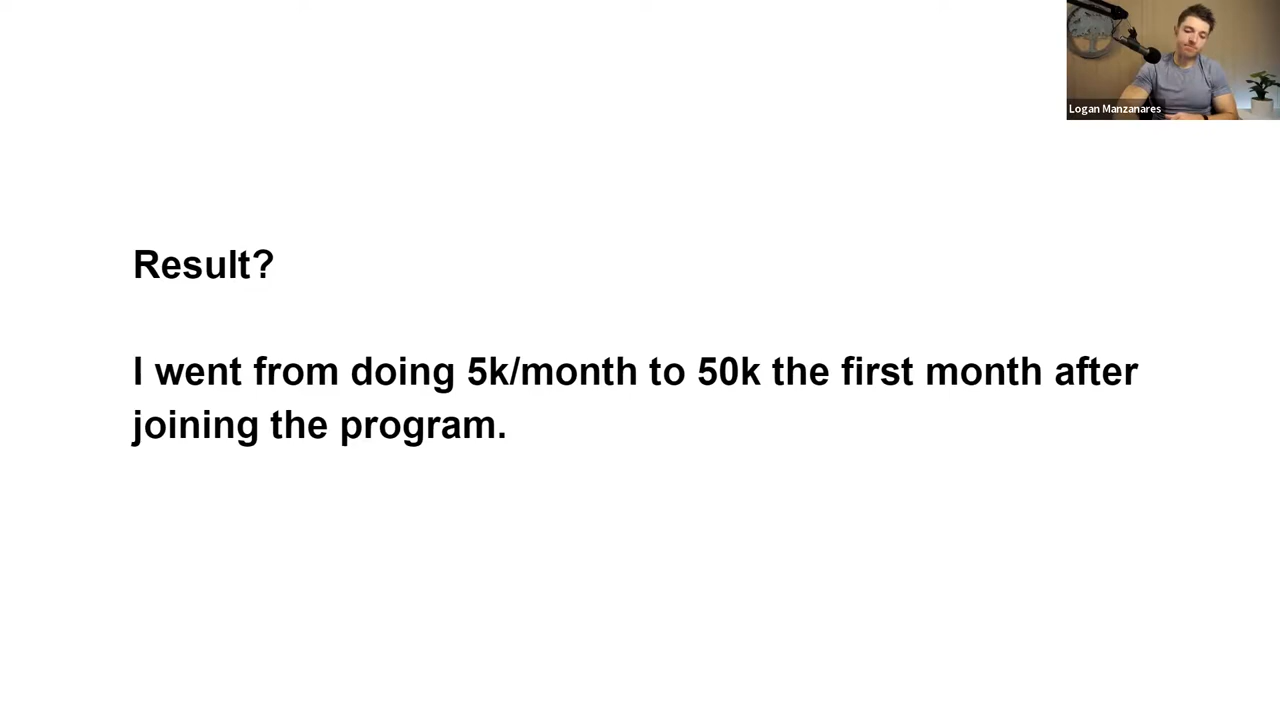 Logan Manzanares
Result?
I went from doing 5k/month to 50k the first month after
joining the program.